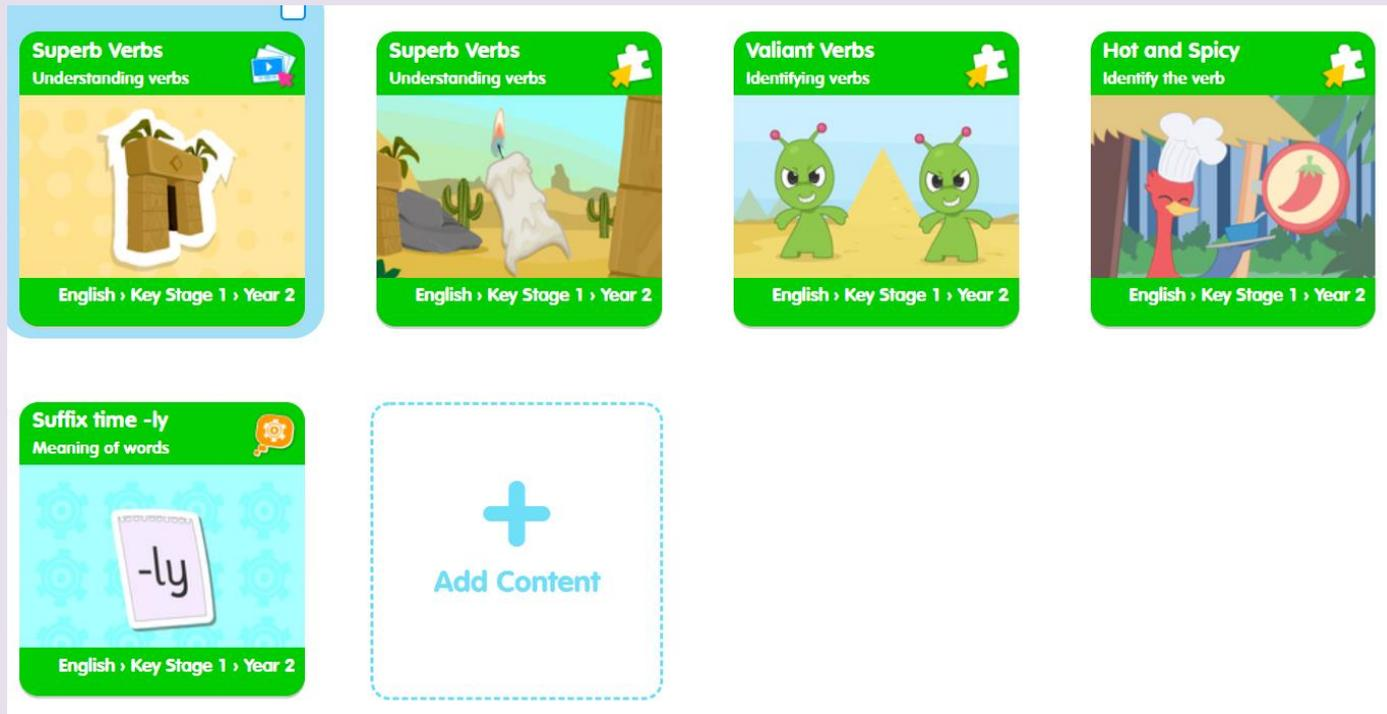 Superb Verbs
Understanding verbs
English › Key Stage 1 › Year 2
Superb Verbs
Understanding verbs
English › Key Stage 1 › Year 2
Valiant Verbs
Identifying verbs
English › Key Stage 1 › Year 2
Hot and Spicy
Identify the verb
English › Key Stage 1 › Year 2
Suffix time -ly
Meaning of words
-ly
English › Key Stage 1 › Year 2
Add Content